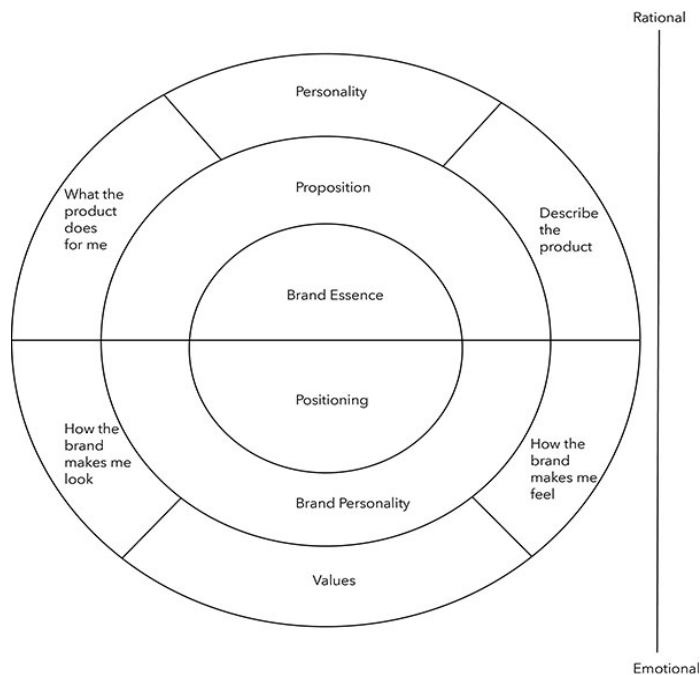 Rational
Personality
What the
product
does
for me
Proposition
Describe
the
product
Brand Essence
Positioning
How the
brand
makes me
look
How the
brand
makes me
feel
Brand Personality
Values
Emotional